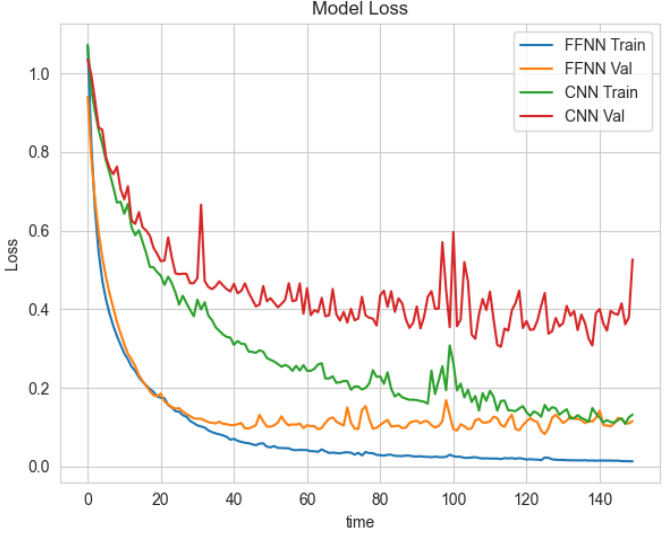 Model Loss
FFNN Train
FFNN Val
CNN Train
CNN Val
Loss
1.0
0.8
0.6
0.4
0.2
0.0
0 20 40 60 80 100 120 140
time